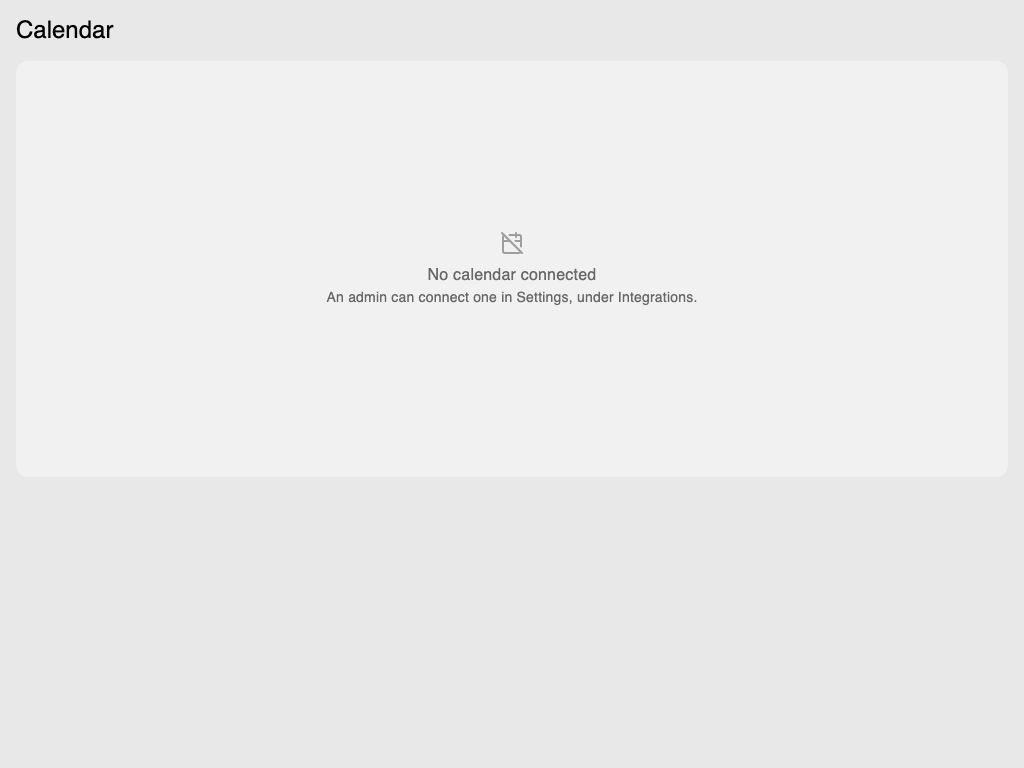 Calendar
No calendar connected
An admin can connect one in Settings, under Integrations.